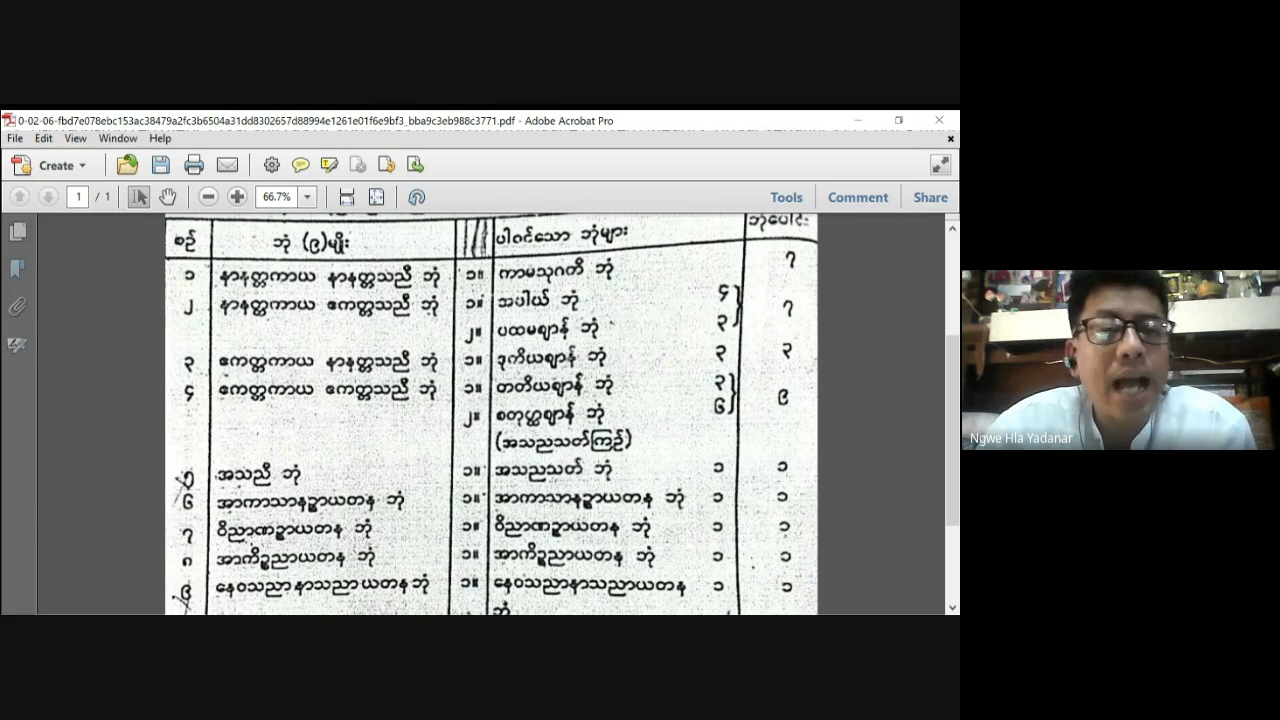 0-02-06-fbd7e078ebc153ac38479a2fc3b6504a31dd8302657d88994e1261e01f6e9bf3_bba9c3eb988c3771.pdf - Adobe Acrobat Pro
File Edit View Window Help
Create
1 / 1 66.7% Tools Comment Share
ဘုံပေါင်း
စဉ် ဘုံ (၉)မျိုး ပါဝင်သော ဘုံများ
၁ နာနတ္တကာယ နာနတ္တသညီ ဘုံ ၁။ ကာမသုဂတိ ဘုံ ၇
၂ နာနတ္တကာယ ဧကတ္တသညီ ဘုံ ၁။ အပါယ် ဘုံ ၄ ၇
၂။ ပထမဈာန် ဘုံ ၃
၃ ဧကတ္တကာယ နာနတ္တသညီ ဘုံ ၁။ ဒုတိယဈာန် ဘုံ ၃ ၃
၄ ဧကတ္တကာယ ဧကတ္တသညီ ဘုံ ၁။ တတိယဈာန် ဘုံ ၃ ၉
၂။ စတုတ္ထဈာန် ဘုံ ၆
(အသညသတ်ကြဉ်)
၅ အသညီ ဘုံ ၁။ အသညသတ် ဘုံ ၁ ၁
၆ အာကာသာနဉ္စာယတန ဘုံ ၁။ အာကာသာနဉ္စာယတန ဘုံ ၁ ၁
၇ ဝိညာဏဉ္စာယတန ဘုံ ၁။ ဝိညာဏဉ္စာယတန ဘုံ ၁ ၁
၈ အာကိဉ္စညာယတန ဘုံ ၁။ အာကိဉ္စညာယတန ဘုံ ၁ ၁
၉ နေဝသညာနာသညာယတနဘုံ ၁။ နေဝသညာနာသညာယတန ၁ ၁
ဘုံ
Ngwe Hla Yadanar